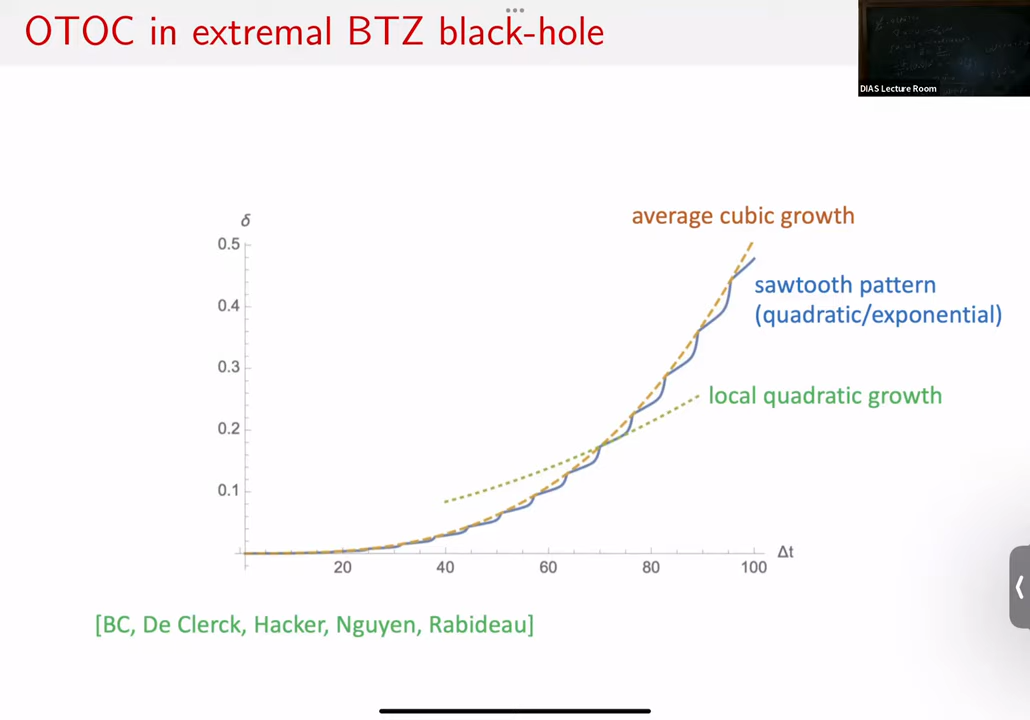 OTOC in extremal BTZ black-hole
DIAS Lecture Room
average cubic growth
δ
0.5
sawtooth pattern
(quadratic/exponential)
0.4
0.3
local quadratic growth
0.2
0.1
Δt
20 40 60 80 100
[BC, De Clerck, Hacker, Nguyen, Rabideau]